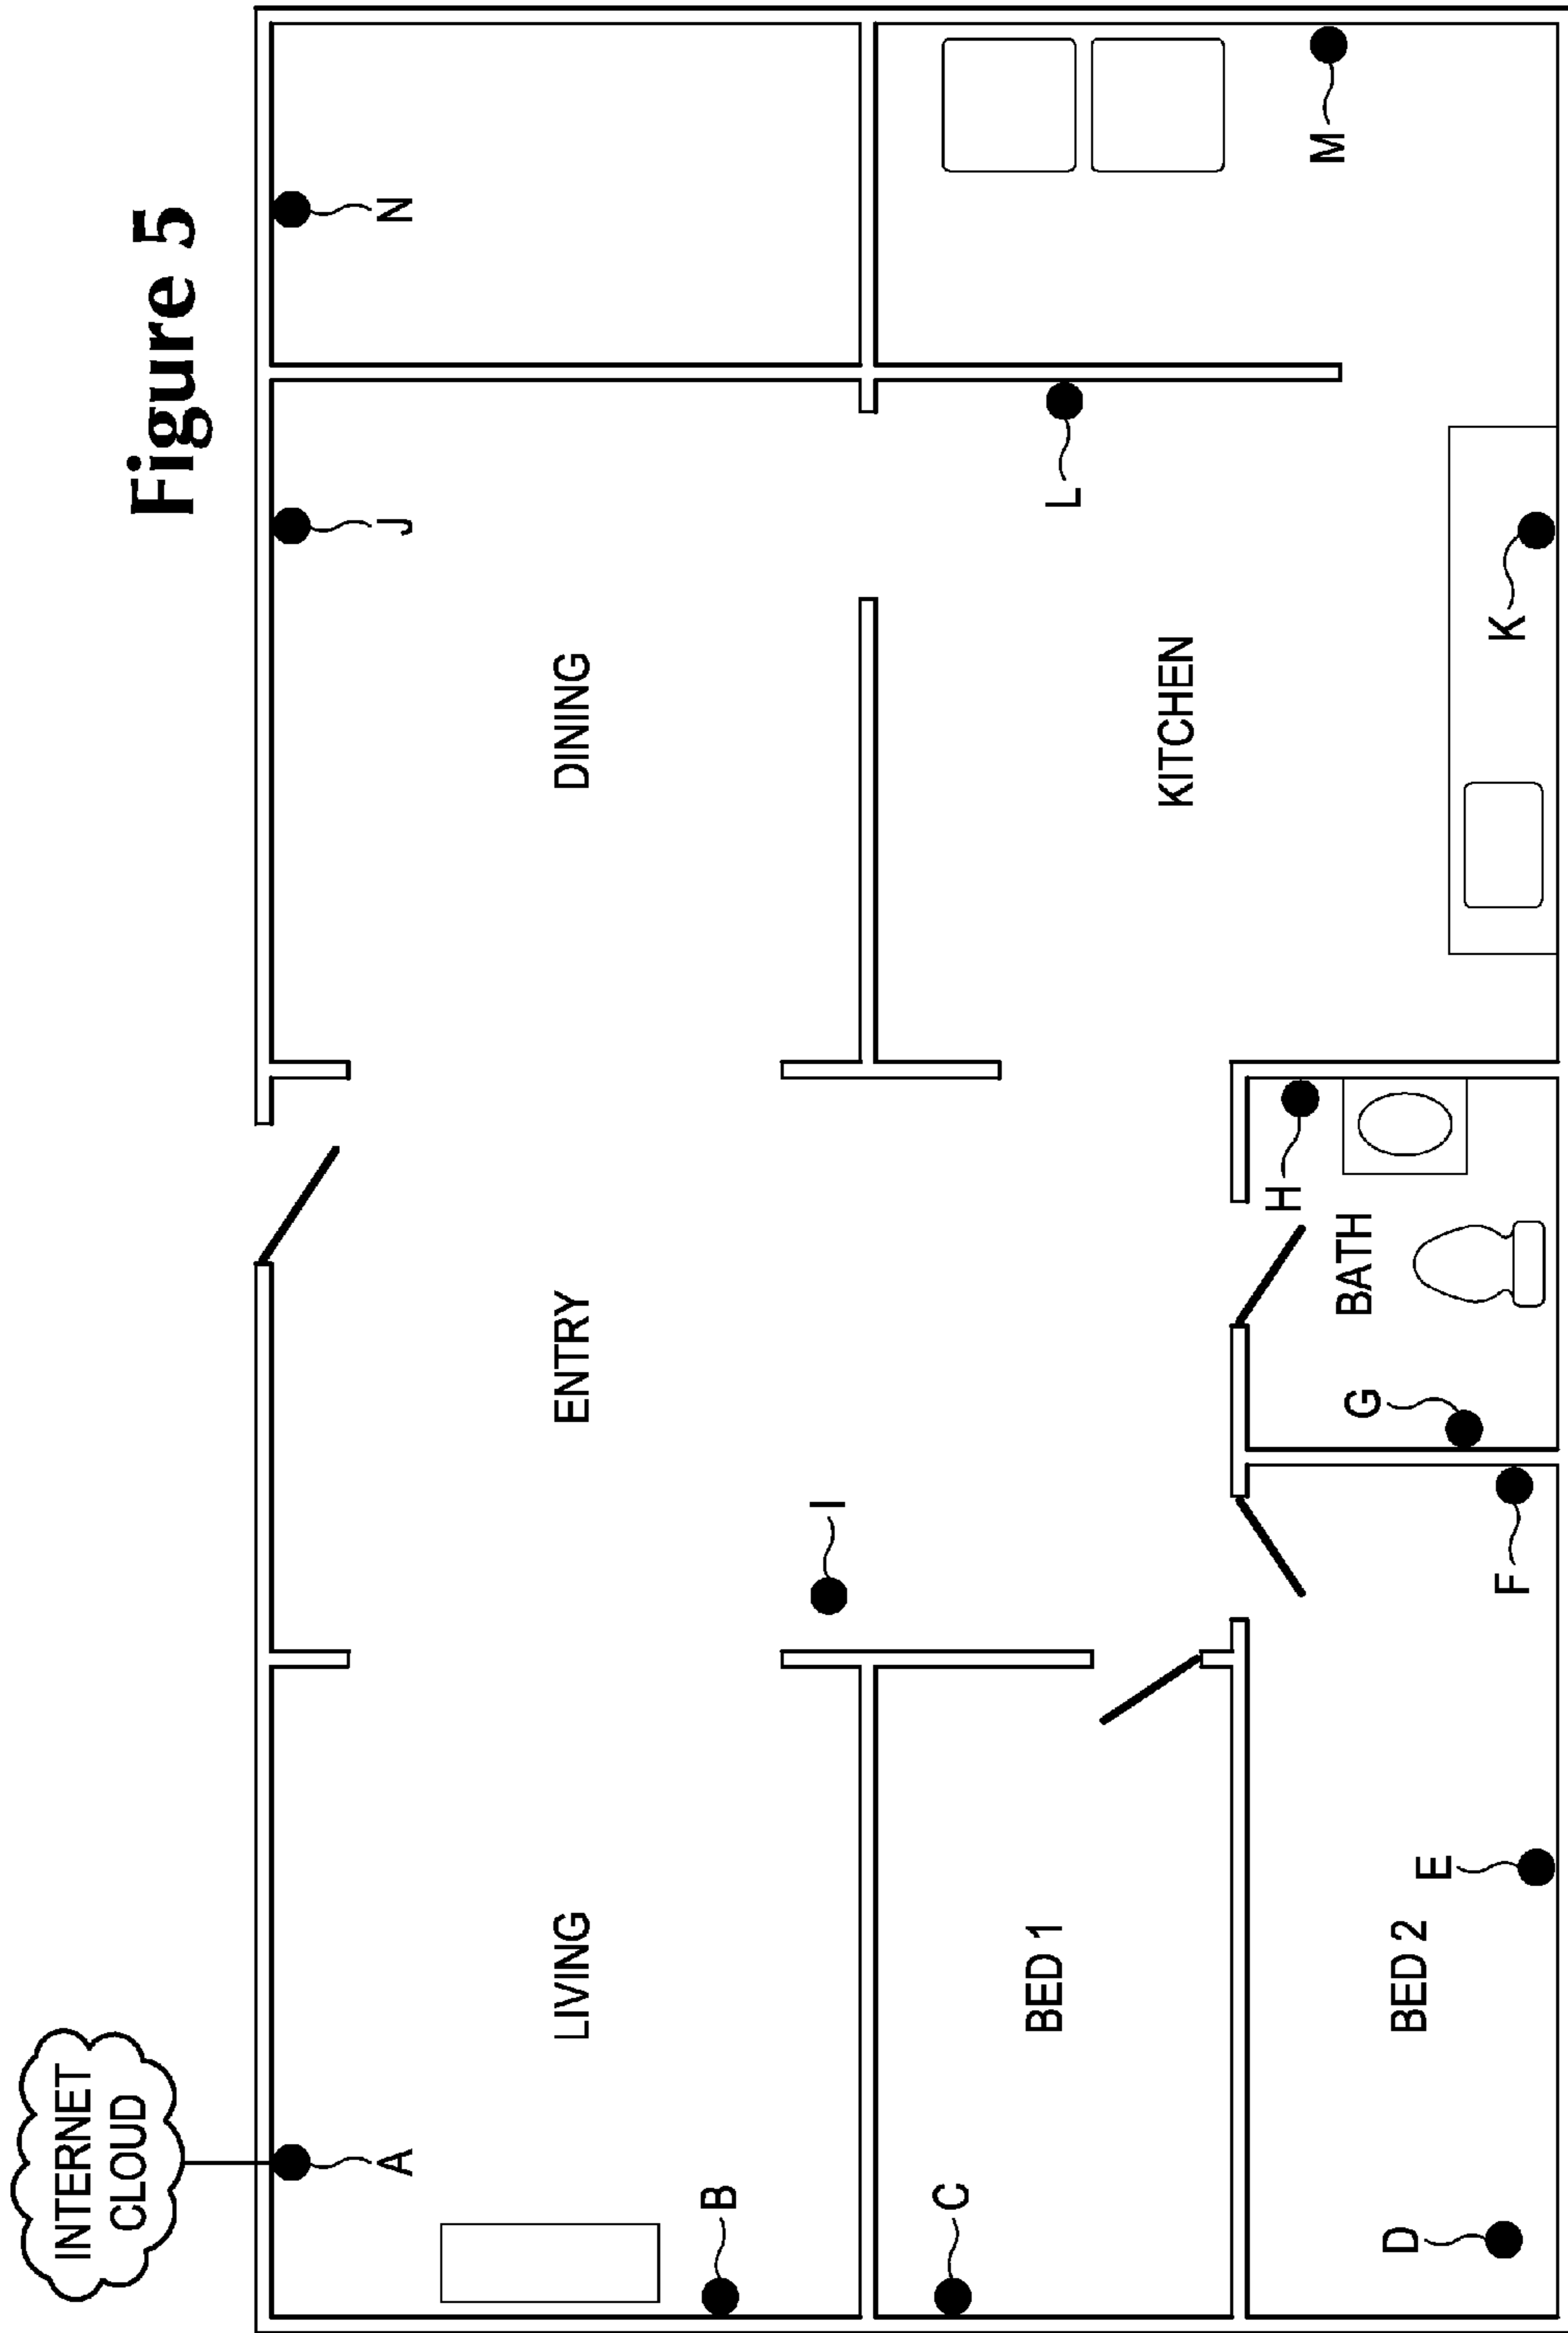 Figure 5
INTERNET
CLOUD
A
B
C
D
E
F
G
H
I
J
K
L
M
N
LIVING
ENTRY
DINING
BED 1
BED 2
BATH
KITCHEN